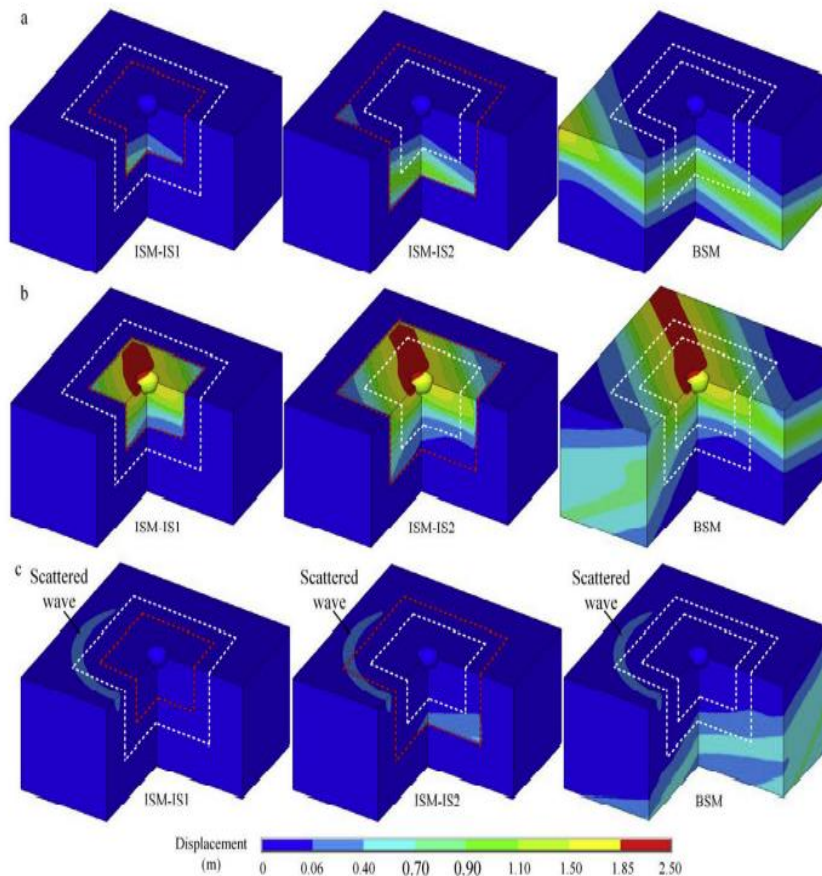 a
ISM-IS1 ISM-IS2 BSM
b
ISM-IS1 ISM-IS2 BSM
c
Scattered wave Scattered wave Scattered wave
ISM-IS1 ISM-IS2 BSM
Displacement
(m)
0 0.06 0.40 0.70 0.90 1.10 1.50 1.85 2.50